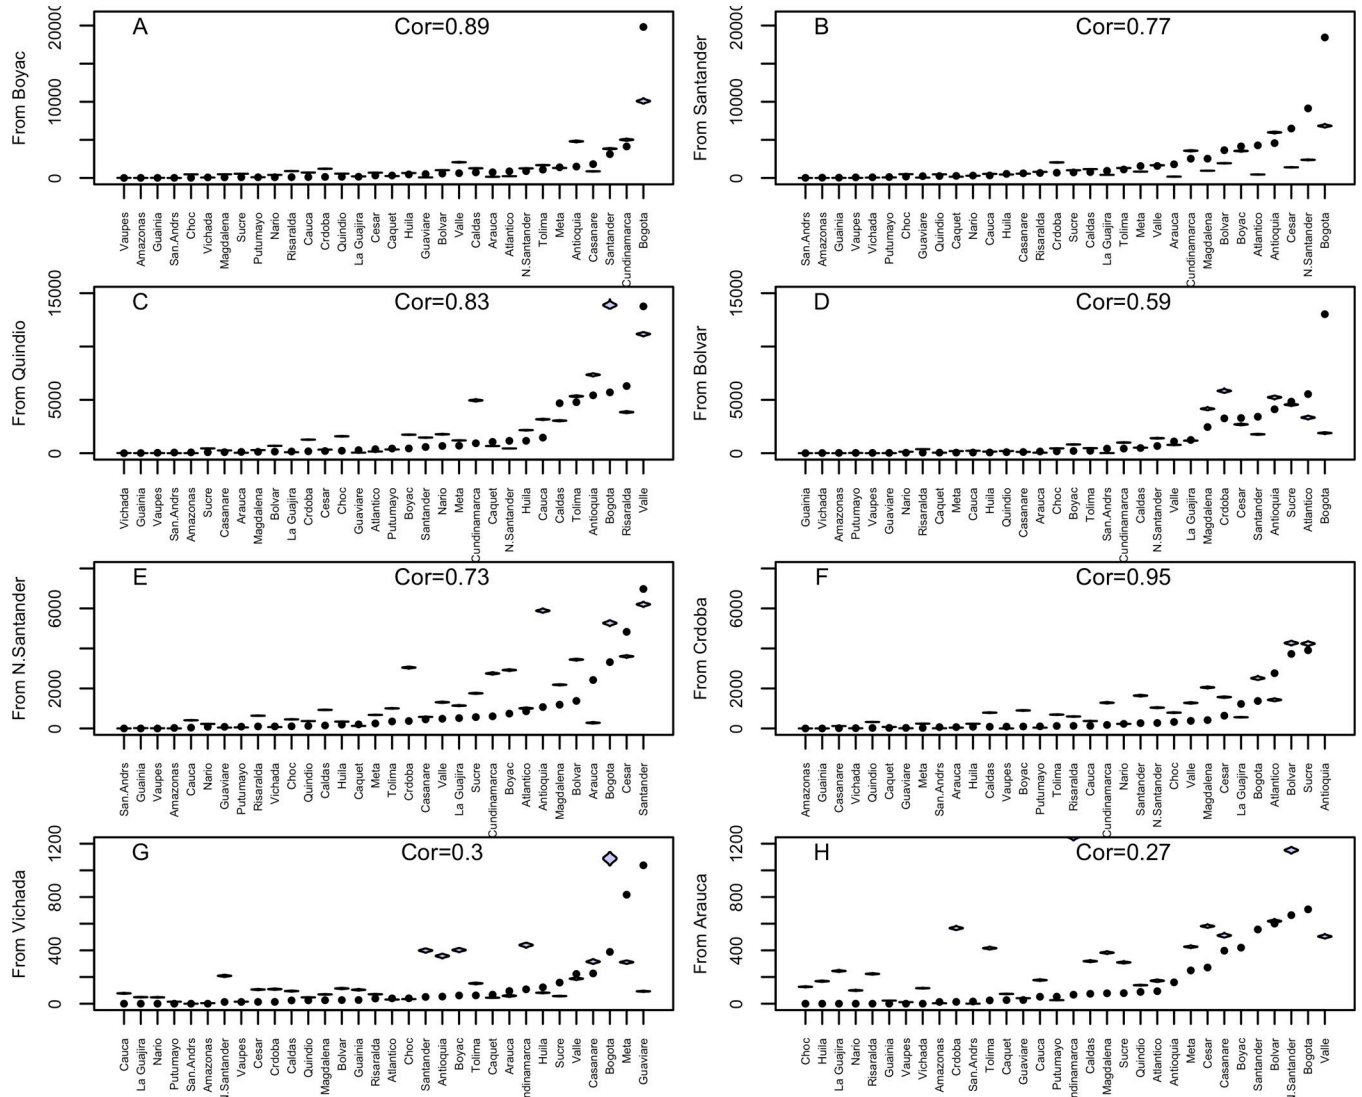 A Cor=0.89
From Boyac
0 10000 20000
Vaupes Amazonas Guainia San.Andrs Choc Vichada Magdalena Sucre Putumayo Nario Risaralda Cauca Crdoba Quindio La Guajira Cesar Caquet Huila Guaviare Bolvar Valle Caldas Arauca Atlantico N.Santander Tolima Meta Antioquia Casanare Santander Cundinamarca Bogota
B Cor=0.77
From Santander
0 10000 20000
San.Andrs Amazonas Guainia Vaupes Vichada Putumayo Choc Guaviare Quindio Caquet Nario Cauca Huila Casanare Risaralda Crdoba Sucre Caldas La Guajira Tolima Meta Valle Arauca Cundinamarca Magdalena Bolvar Boyac Atlantico Antioquia Cesar N.Santander Bogota
C Cor=0.83
From Quindio
0 5000 15000
Vichada Guainia Vaupes San.Andrs Amazonas Sucre Casanare Arauca Magdalena Bolvar La Guajira Crdoba Cesar Choc Guaviare Atlantico Putumayo Boyac Santander Nario Meta Cundinamarca Caquet N.Santander Huila Cauca Caldas Tolima Antioquia Bogota Risaralda Valle
D Cor=0.59
From Bolvar
0 5000 15000
Guainia Vichada Amazonas Putumayo Vaupes Guaviare Nario Risaralda Caquet Meta Cauca Huila Quindio Casanare Arauca Choc Boyac Tolima San.Andrs Cundinamarca Caldas N.Santander Valle La Guajira Magdalena Crdoba Cesar Santander Antioquia Sucre Atlantico Bogota
E Cor=0.73
From N.Santander
0 2000 6000
San.Andrs Guainia Vaupes Amazonas Cauca Nario Guaviare Putumayo Risaralda Vichada Choc Quindio Caldas Huila Caquet Meta Tolima Crdoba Casanare Valle La Guajira Sucre Cundinamarca Boyac Atlantico Antioquia Magdalena Bolvar Arauca Bogota Cesar Santander
F Cor=0.95
From Crdoba
0 2000 6000
Amazonas Guainia Casanare Vichada Quindio Caquet Guaviare Meta San.Andrs Arauca Huila Caldas Vaupes Boyac Putumayo Tolima Risaralda Cauca Cundinamarca Nario Santander N.Santander Choc Valle Magdalena Cesar La Guajira Bogota Atlantico Bolvar Sucre Antioquia
G Cor=0.3
From Vichada
0 400 800 1200
Cauca La Guajira Nario Putumayo San.Andrs Amazonas N.Santander Vaupes Cesar Crdoba Caldas Quindio Magdalena Bolvar Guainia Risaralda Atlantico Choc Santander Antioquia Boyac Tolima Caquet Arauca Cundinamarca Huila Sucre Valle Casanare Bogota Meta Guaviare
H Cor=0.27
From Arauca
0 400 800 1200
Choc Huila La Guajira Nario Risaralda Guainia Vaupes Vichada Amazonas Crdoba San.Andrs Tolima Caquet Guaviare Cauca Putumayo ndinamarca Caldas Magdalena Sucre Quindio Atlantico Antioquia Meta Cesar Casanare Boyac Santander Bolvar N.Santander Bogota Valle